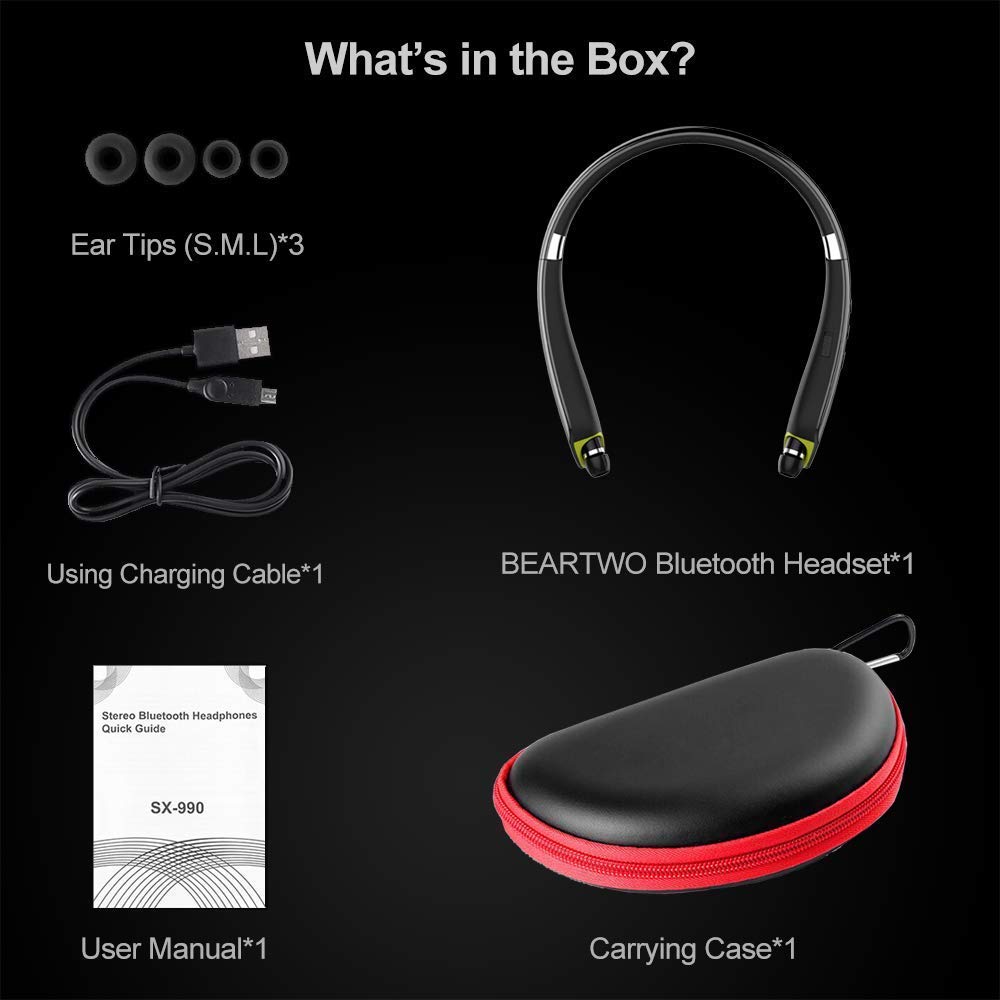 What's in the Box?
Ear Tips (S.M.L)*3
Using Charging Cable*1
BEARTWO Bluetooth Headset*1
Stereo Bluetooth Headphones
Quick Guide
SX-990
User Manual*1
Carrying Case*1